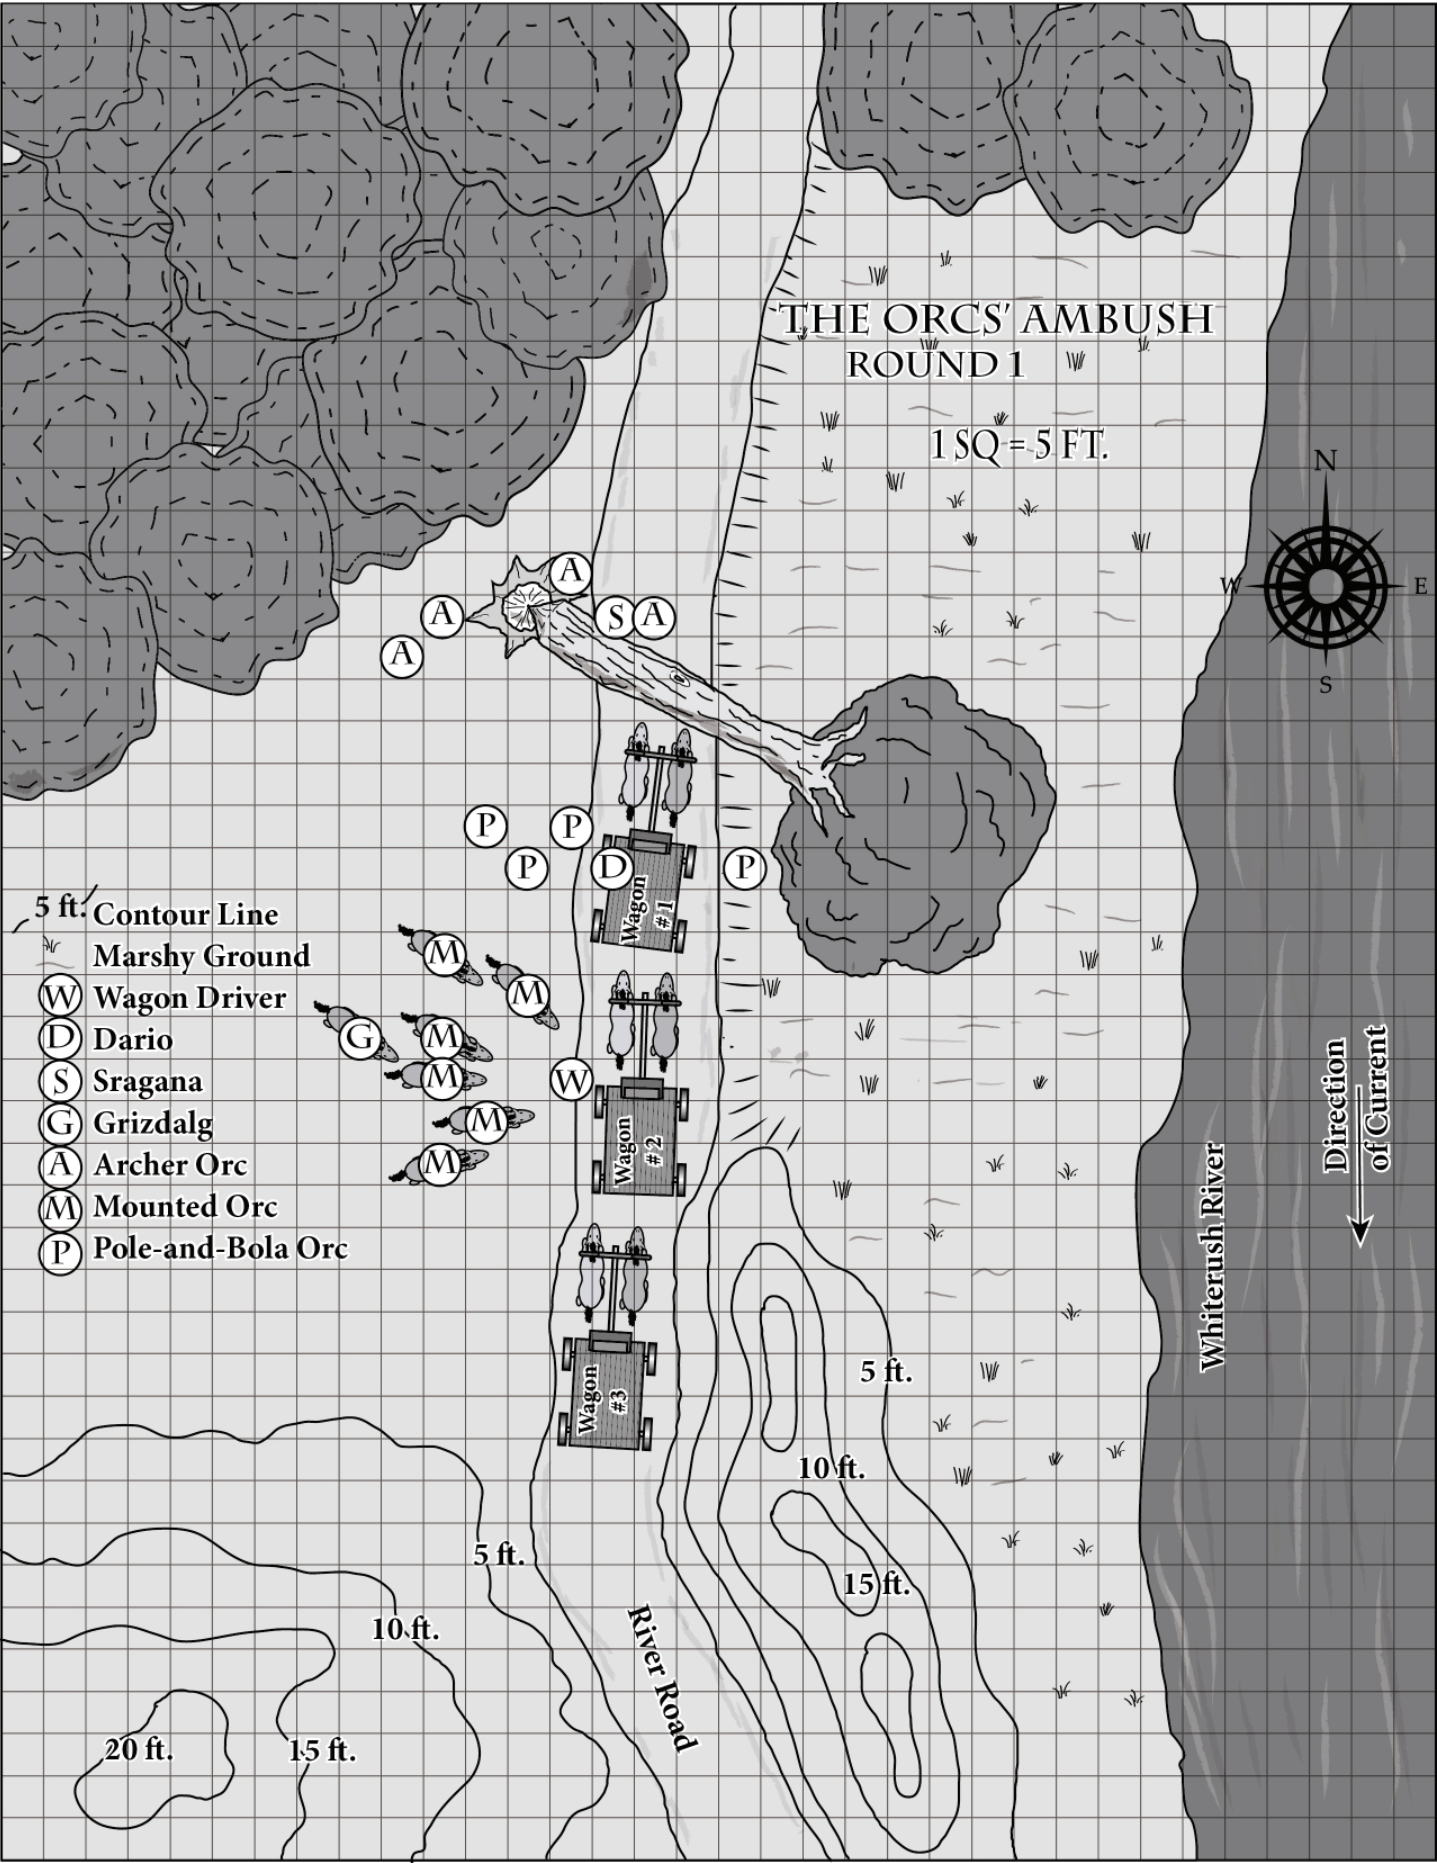 THE ORCS' AMBUSH
ROUND 1
1 SQ = 5 FT.
N
W
E
S
A
A
S
A
A
P
P
P
D
P
Wagon
#1
5 ft.
Contour Line
Marshy Ground
W Wagon Driver
D Dario
S Sragana
G Grizdalg
A Archer Orc
M Mounted Orc
P Pole-and-Bola Orc
M
M
G
M
M
W
M
M
Wagon
#2
Wagon
#3
Direction
of Current
Whiterush River
5 ft.
10 ft.
15 ft.
5 ft.
10 ft.
15 ft.
20 ft.
River Road